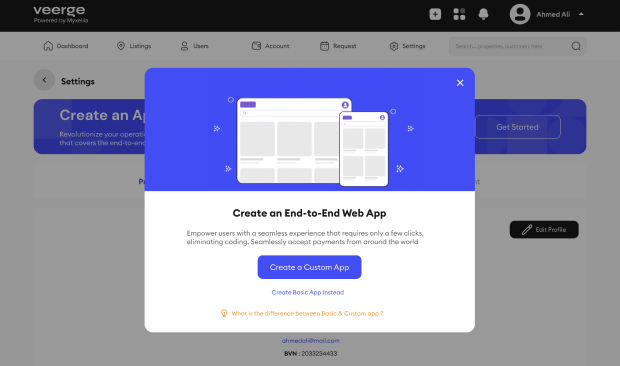 veerge
Powered by Myxellia
Ahmed Ali
Dashboard
Listings
Users
Account
Request
Settings
Search... properties, customers here
Settings
Create an Ap
Revolutionize your operatio
that covers the end-to-end
Get Started
Edit Profile
Create an End-to-End Web App
Empower users with a seamless experience that requires only a few clicks,
eliminating coding. Seamlessly accept payments from around the world
Create a Custom App
Create Basic App Instead
What is the difference between Basic & Custom app ?
ahmedali@mail.com
BVN : 2033234433